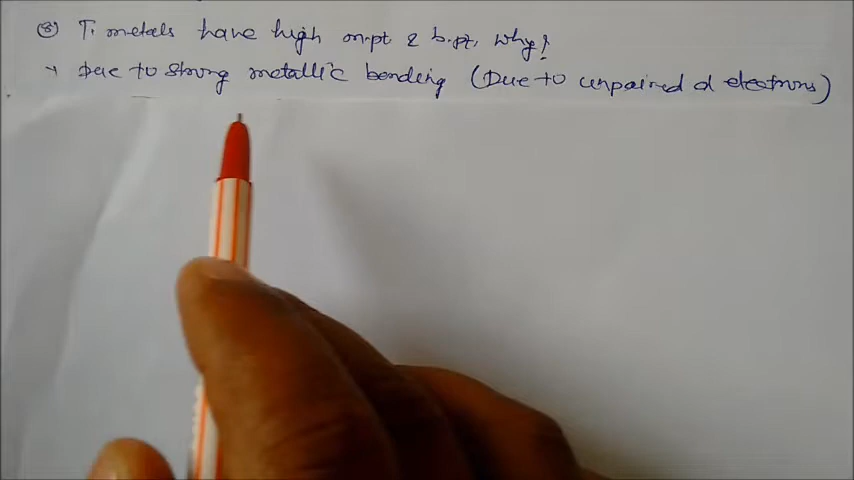 (8) T. metals have high m.pt & b.pt. why?
→ Due to strong metallic bonding (Due to unpaired d electrons)